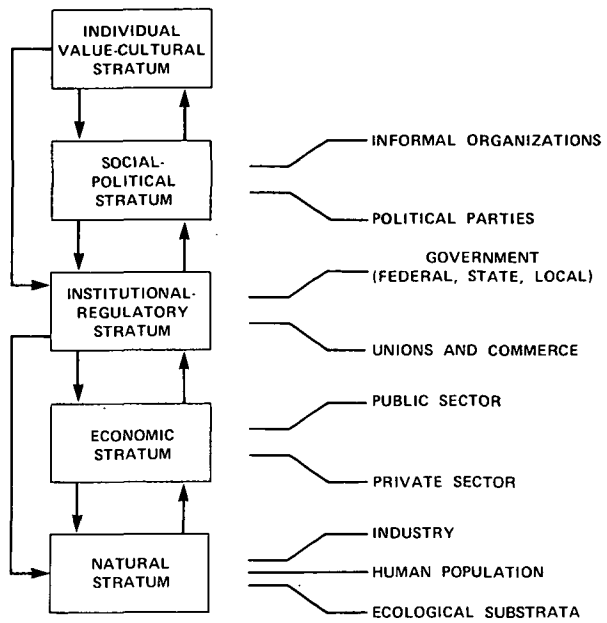 INDIVIDUAL
VALUE-CULTURAL
STRATUM
SOCIAL-
POLITICAL
STRATUM
INFORMAL ORGANIZATIONS
POLITICAL PARTIES
INSTITUTIONAL-
REGULATORY
STRATUM
GOVERNMENT
(FEDERAL, STATE, LOCAL)
UNIONS AND COMMERCE
ECONOMIC
STRATUM
PUBLIC SECTOR
PRIVATE SECTOR
NATURAL
STRATUM
INDUSTRY
HUMAN POPULATION
ECOLOGICAL SUBSTRATA